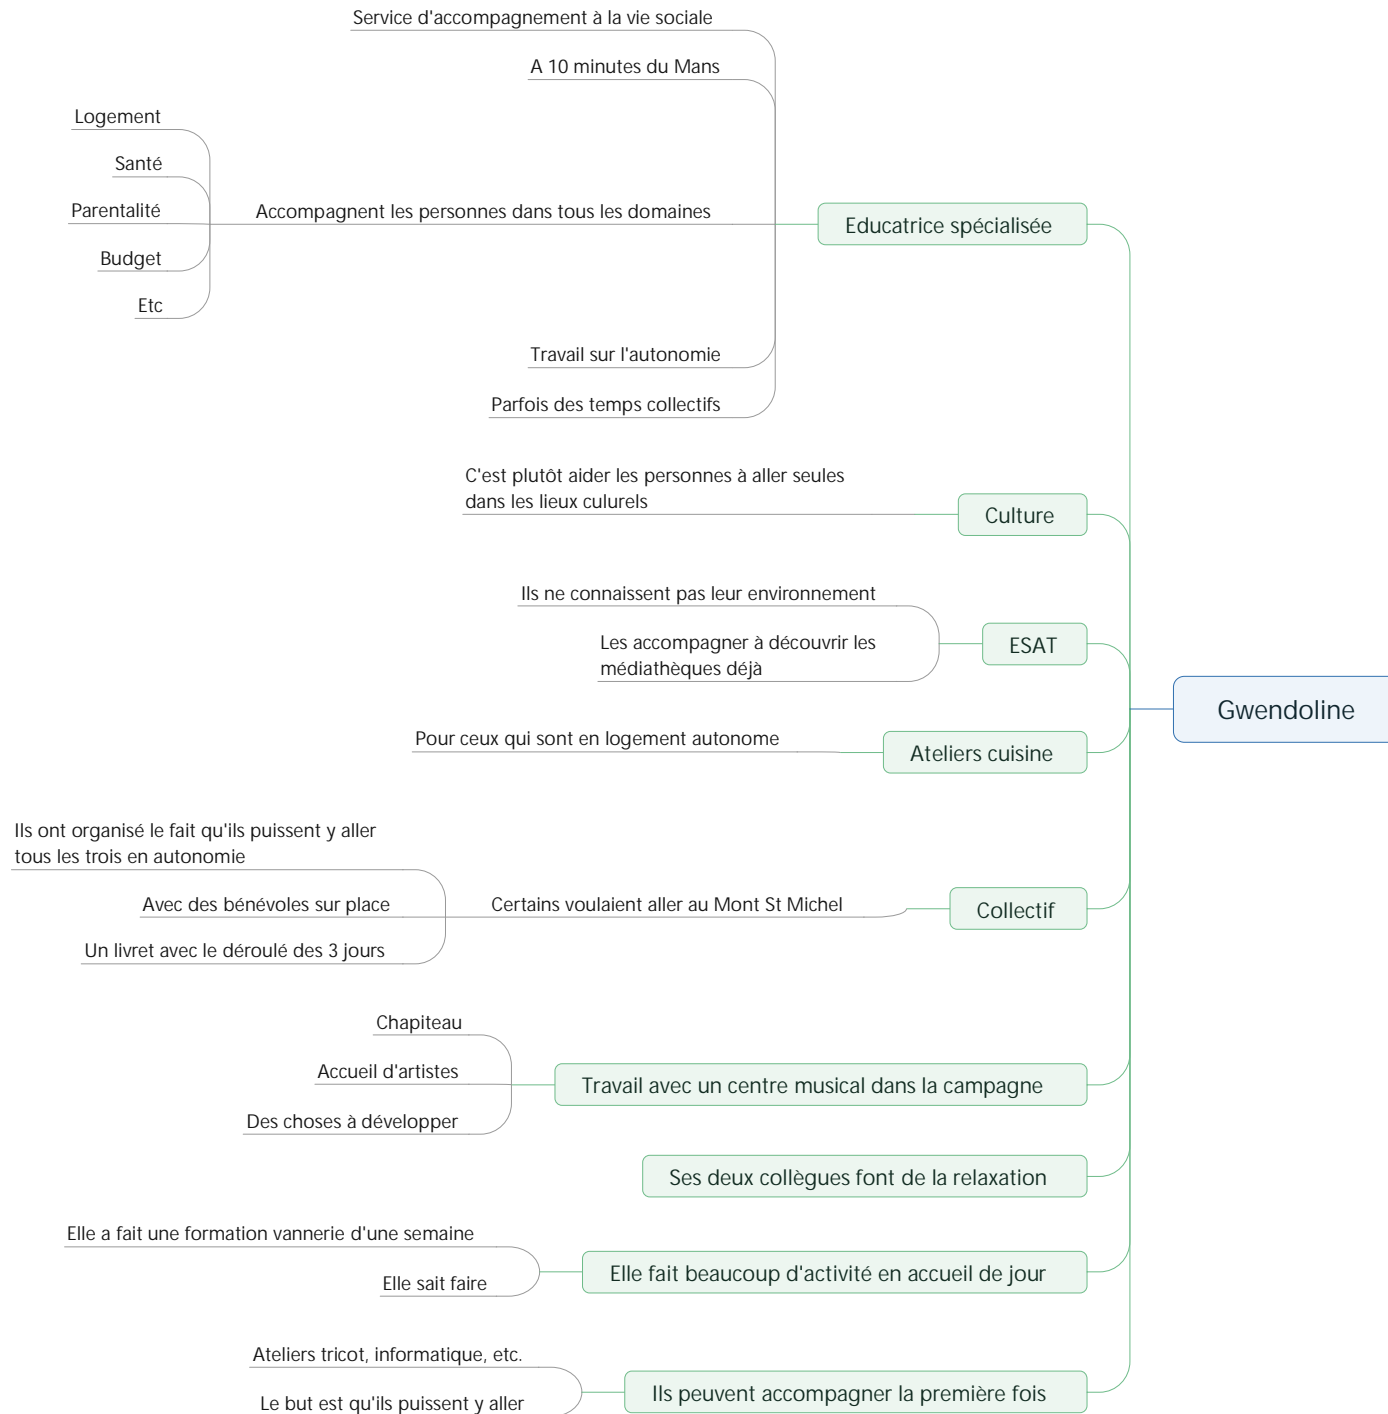 Service d'accompagnement à la vie sociale
A 10 minutes du Mans
Logement
Santé
Parentalité
Budget
Etc
Accompagnent les personnes dans tous les domaines
Educatrice spécialisée
Travail sur l'autonomie
Parfois des temps collectifs
C'est plutôt aider les personnes à aller seules
dans les lieux culurels
Culture
Ils ne connaissent pas leur environnement
Les accompagner à découvrir les
médiathèques déjà
ESAT
Gwendoline
Pour ceux qui sont en logement autonome
Ateliers cuisine
Ils ont organisé le fait qu'ils puissent y aller
tous les trois en autonomie
Avec des bénévoles sur place
Un livret avec le déroulé des 3 jours
Certains voulaient aller au Mont St Michel
Collectif
Chapiteau
Accueil d'artistes
Des choses à développer
Travail avec un centre musical dans la campagne
Ses deux collègues font de la relaxation
Elle a fait une formation vannerie d'une semaine
Elle sait faire
Elle fait beaucoup d'activité en accueil de jour
Ateliers tricot, informatique, etc.
Le but est qu'ils puissent y aller
Ils peuvent accompagner la première fois